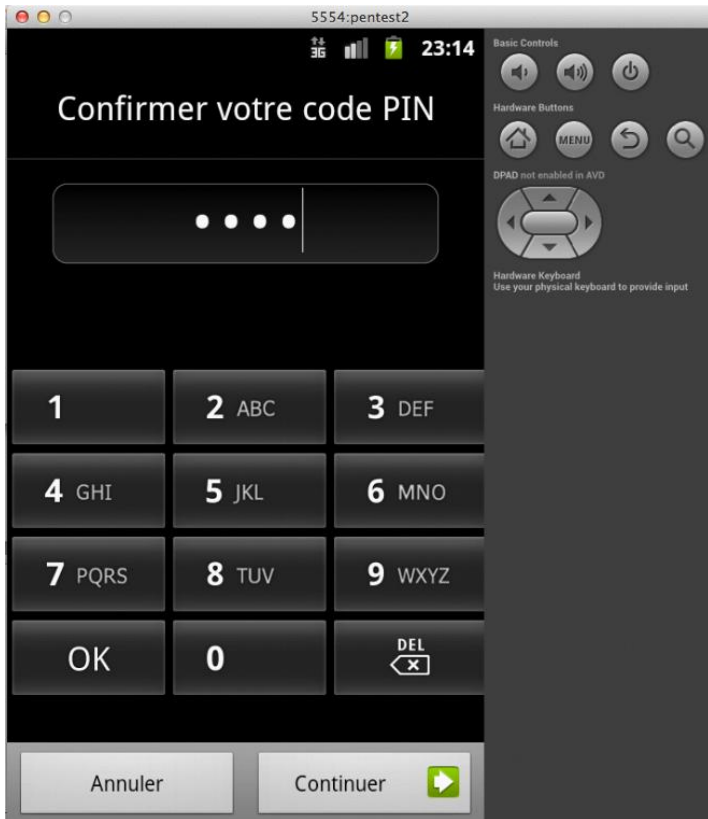 5554:pentest2
3G 23:14
Confirmer votre code PIN
1
2 ABC
3 DEF
4 GHI
5 JKL
6 MNO
7 PQRS
8 TUV
9 WXYZ
OK
0
DEL
Annuler
Continuer
Basic Controls
Hardware Buttons
MENU
DPAD not enabled in AVD
Hardware Keyboard
Use your physical keyboard to provide input